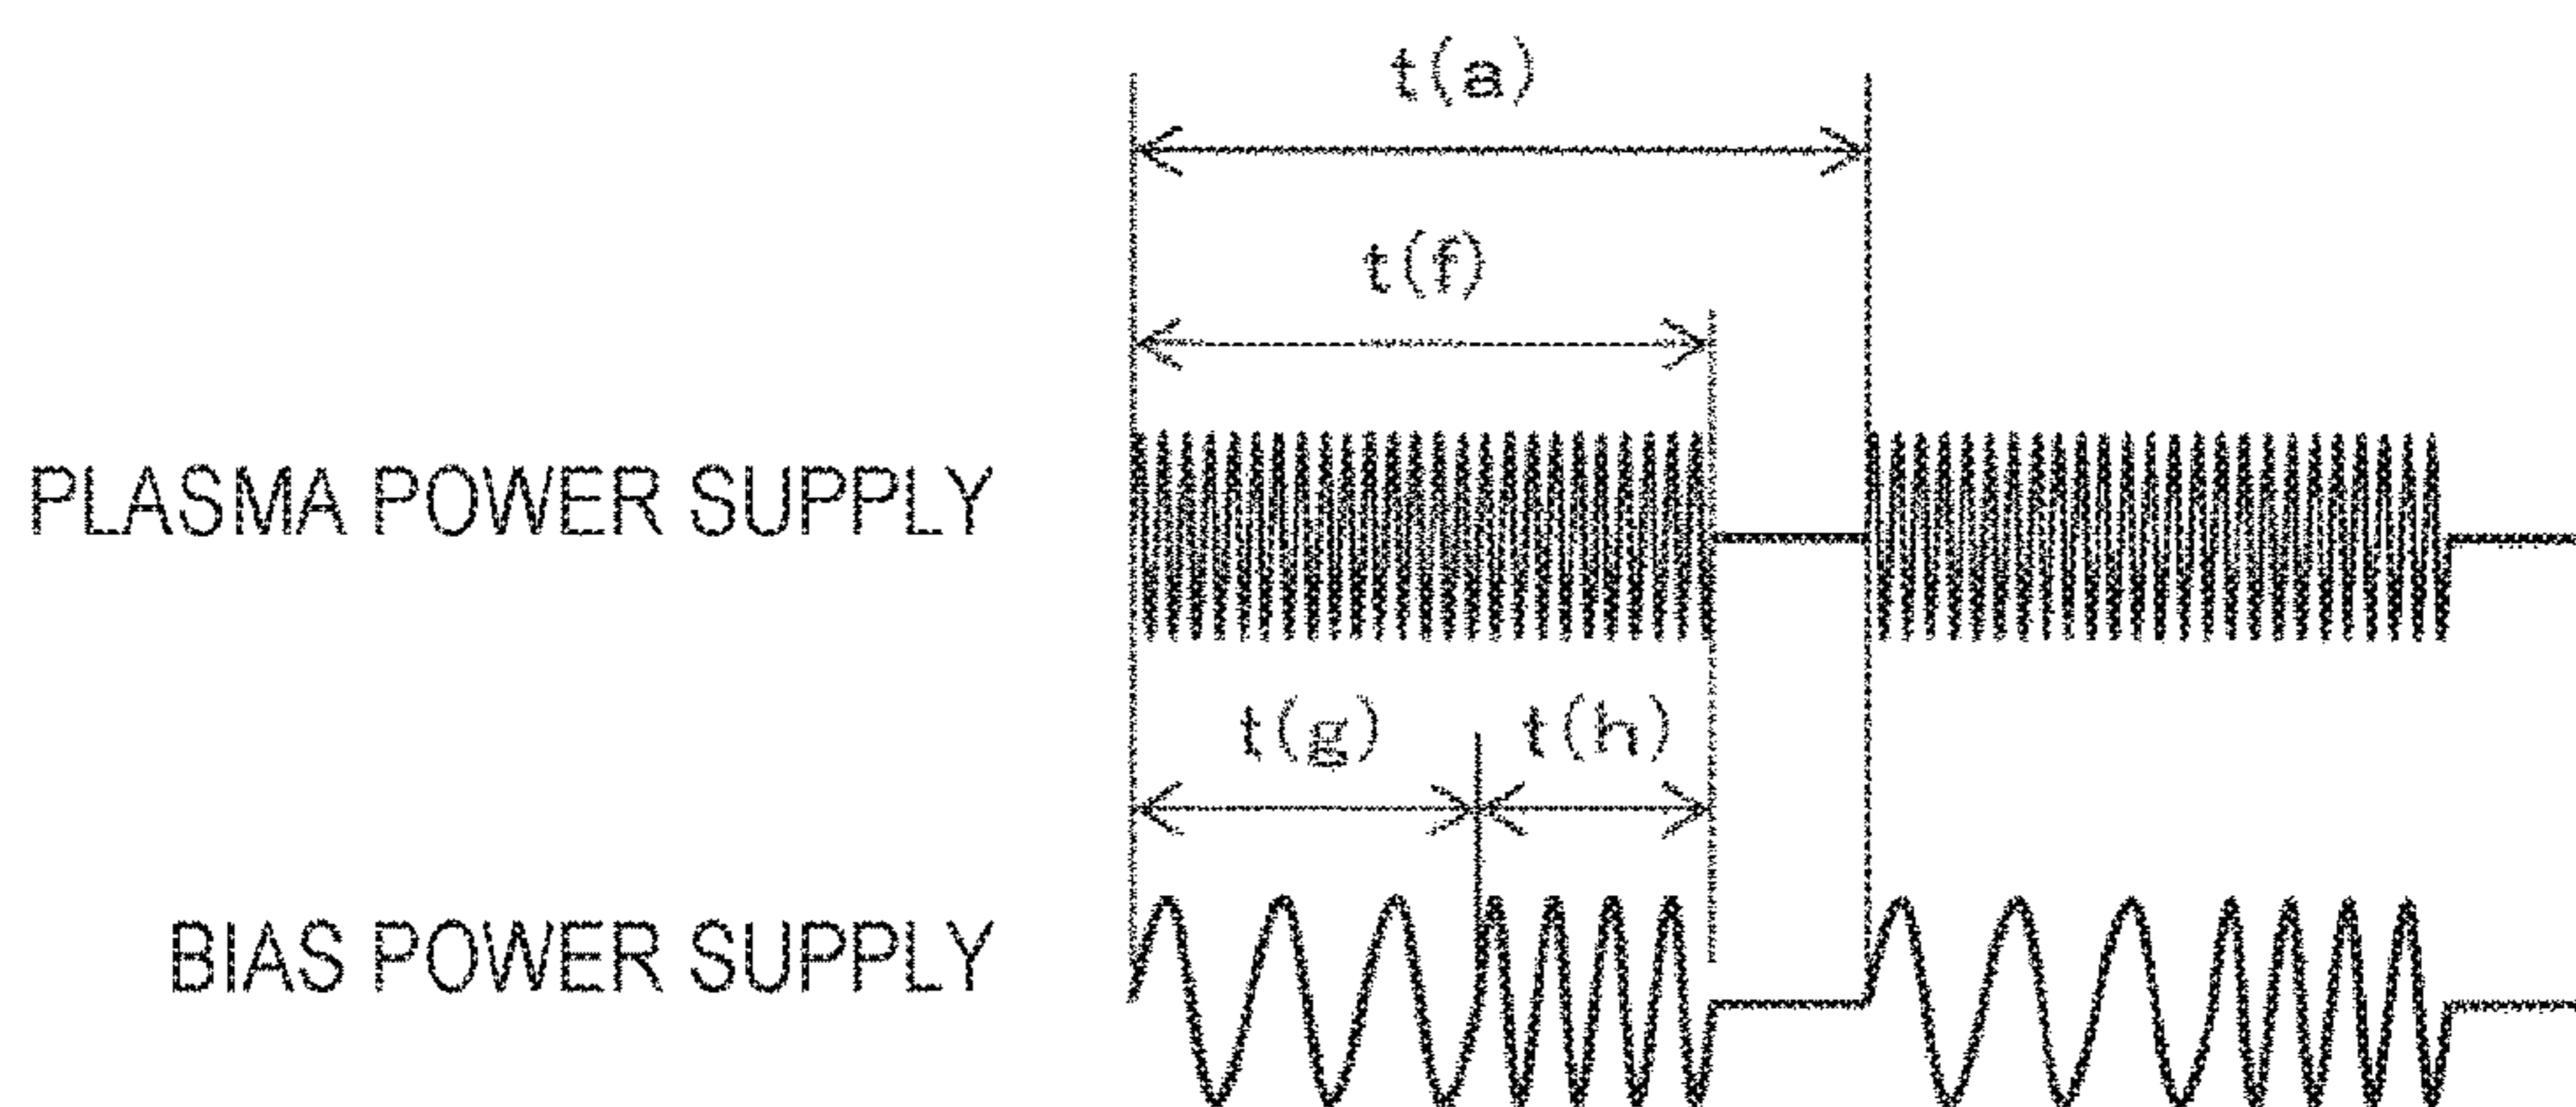 t(a)
t(f)
PLASMA POWER SUPPLY
t(g) t(h)
BIAS POWER SUPPLY